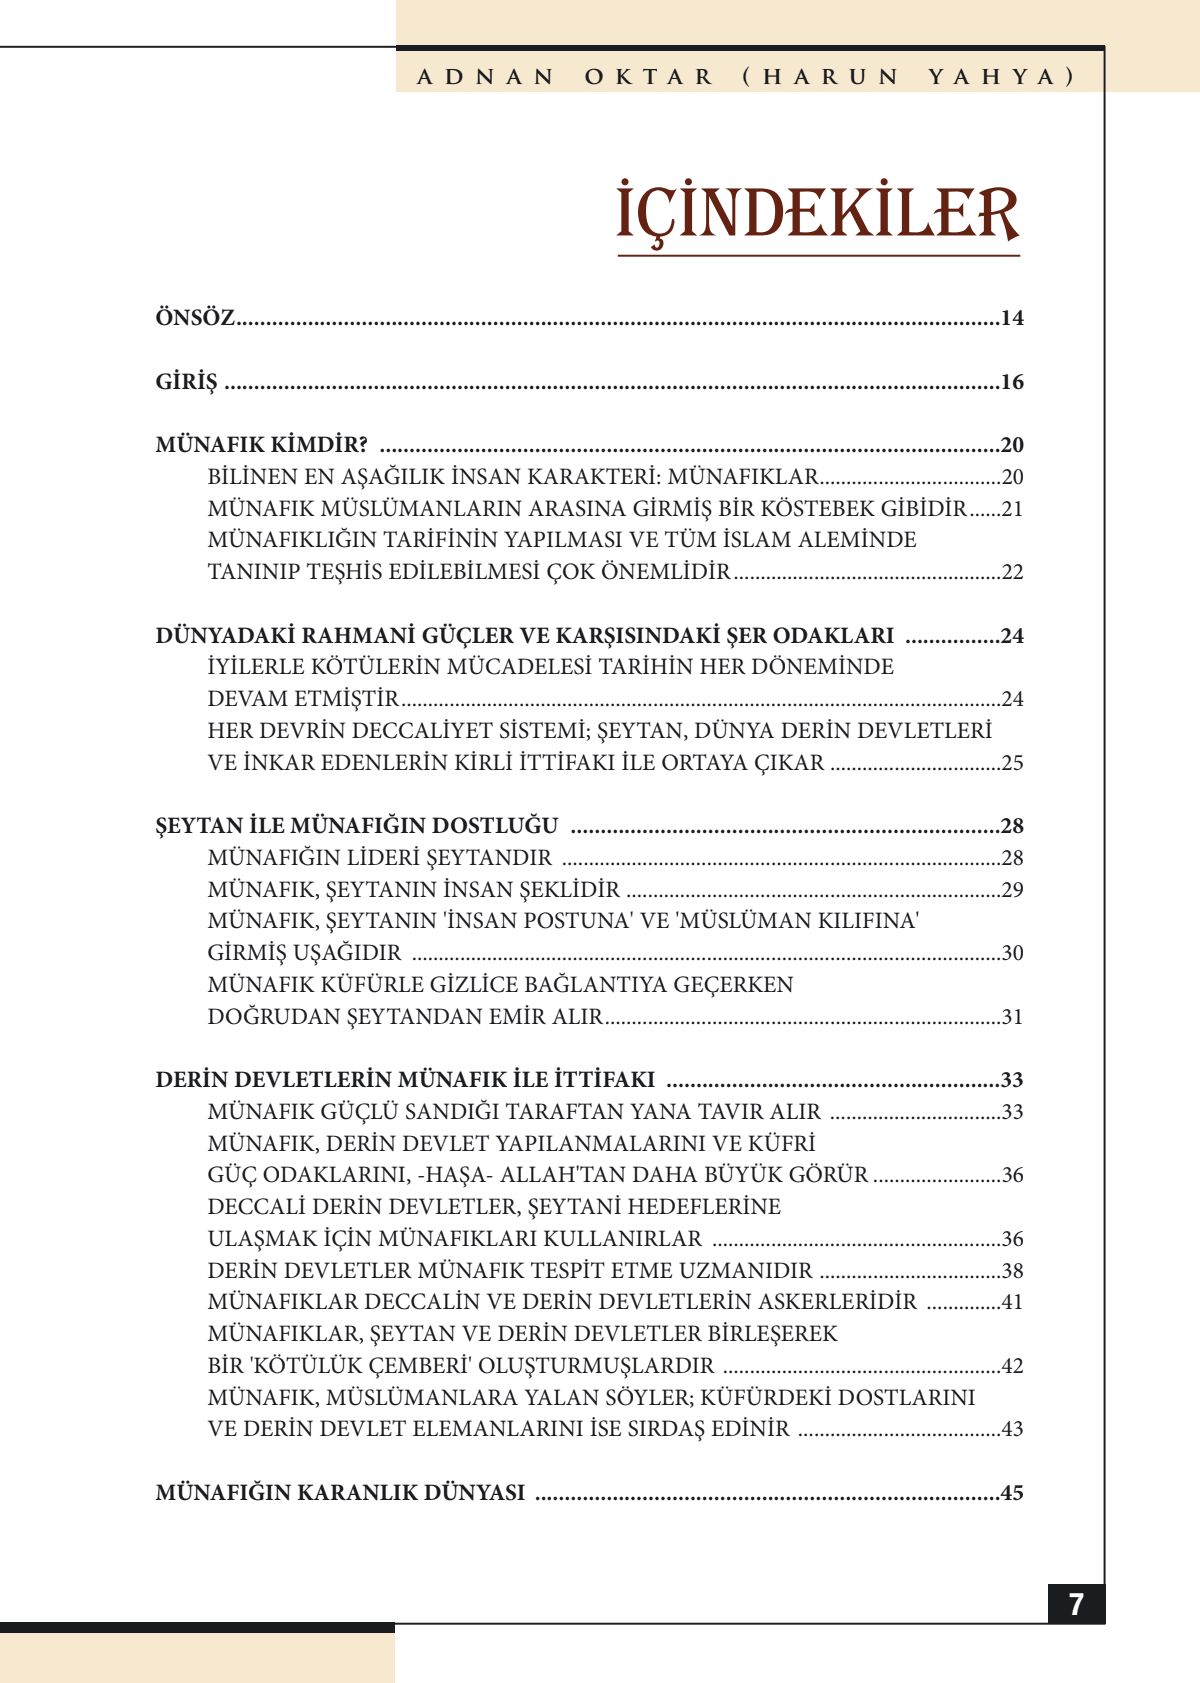 ADNAN OKTAR (HARUN YAHYA)
İÇİNDEKİLER
ÖNSÖZ.................................................................................................................................14
GİRİŞ ...................................................................................................................................16
MÜNAFIK KİMDİR? .........................................................................................................20
BİLİNEN EN AŞAĞILIK İNSAN KARAKTERİ: MÜNAFIKLAR..................................20
MÜNAFIK MÜSLÜMANLARIN ARASINA GİRMİŞ BİR KÖSTEBEK GİBİDİR......21
MÜNAFIKLIĞIN TARİFİNİN YAPILMASI VE TÜM İSLAM ALEMİNDE
TANINIP TEŞHİS EDİLEBİLMESİ ÇOK ÖNEMLİDİR..................................................22
DÜNYADAKİ RAHMANİ GÜÇLER VE KARŞISINDAKİ ŞER ODAKLARI ................24
İYİLERLE KÖTÜLERİN MÜCADELESİ TARİHİN HER DÖNEMİNDE
DEVAM ETMİŞTİR.................................................................................................................24
HER DEVRİN DECCALİYET SİSTEMİ; ŞEYTAN, DÜNYA DERİN DEVLETLERİ
VE İNKAR EDENLERİN KİRLİ İTTİFAKI İLE ORTAYA ÇIKAR ................................25
ŞEYTAN İLE MÜNAFIĞIN DOSTLUĞU .........................................................................28
MÜNAFIĞIN LİDERİ ŞEYTANDIR ...................................................................................28
MÜNAFIK, ŞEYTANIN İNSAN ŞEKLİDİR .......................................................................29
MÜNAFIK, ŞEYTANIN 'İNSAN POSTUNA' VE 'MÜSLÜMAN KILIFINA'
GİRMİŞ UŞAĞIDIR ...............................................................................................................30
MÜNAFIK KÜFÜRLE GİZLİCE BAĞLANTIYA GEÇERKEN
DOĞRUDAN ŞEYTANDAN EMİR ALIR...........................................................................31
DERİN DEVLETLERİN MÜNAFIK İLE İTTİFAKI ........................................................33
MÜNAFIK GÜÇLÜ SANDIĞI TARAFTAN YANA TAVIR ALIR ................................33
MÜNAFIK, DERİN DEVLET YAPILANMALARINI VE KÜFRİ
GÜÇ ODAKLARINI, -HAŞA- ALLAH'TAN DAHA BÜYÜK GÖRÜR ........................36
DECCALİ DERİN DEVLETLER, ŞEYTANİ HEDEFLERİNE
ULAŞMAK İÇİN MÜNAFIKLARI KULLANIRLAR ......................................................36
DERİN DEVLETLER MÜNAFIK TESPİT ETME UZMANIDIR ..................................38
MÜNAFIKLAR DECCALİN VE DERİN DEVLETLERİN ASKERLERİDİR ..............41
MÜNAFIKLAR, ŞEYTAN VE DERİN DEVLETLER BİRLEŞEREK
BİR 'KÖTÜLÜK ÇEMBERİ' OLUŞTURMUŞLARDIR ....................................................42
MÜNAFIK, MÜSLÜMANLARA YALAN SÖYLER; KÜFÜRDEKİ DOSTLARINI
VE DERİN DEVLET ELEMANLARINI İSE SIRDAŞ EDİNİR ......................................43
MÜNAFIĞIN KARANLIK DÜNYASI ...............................................................................45
7